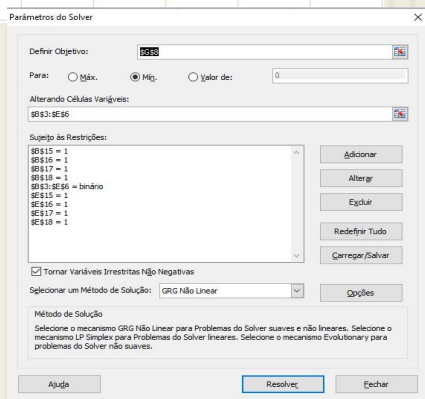 Parâmetros do Solver
Definir Objetivo: $G$8
Para: Máx. Mín. Valor de: 0
Alterando Células Variáveis:
$B$3:$E$6
Sujeito às Restrições:
$B$15 = 1
$B$16 = 1
$B$17 = 1
$B$18 = 1
$B$3:$E$6 = binário
$E$15 = 1
$E$16 = 1
$E$17 = 1
$E$18 = 1
Adicionar
Alterar
Excluir
Redefinir Tudo
Carregar/Salvar
Tornar Variáveis Irrestritas Não Negativas
Selecionar um Método de Solução: GRG Não Linear Opções
Método de Solução
Selecione o mecanismo GRG Não Linear para Problemas do Solver suaves e não lineares. Selecione o
mecanismo LP Simplex para Problemas do Solver lineares. Selecione o mecanismo Evolutionary para
problemas do Solver não suaves.
Ajuda Resolver Fechar